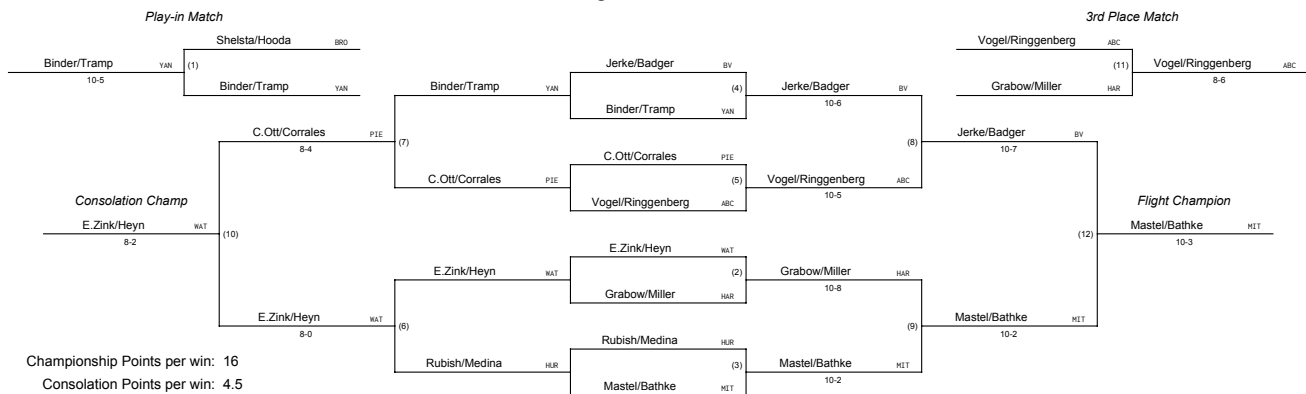 Play-in Match
3rd Place Match
Shelsta/Hooda BRO
Vogel/Ringgenberg ABC
Binder/Tramp YAN (1)
Jerke/Badger BV
(11) Vogel/Ringgenberg ABC
10-5
8-6
Binder/Tramp YAN
Binder/Tramp YAN
(4) Jerke/Badger BV
Grabow/Miller HAR
Binder/Tramp YAN
10-6
C.Ott/Corrales PIE
(7)
(8)
Jerke/Badger BV
8-4
10-7
C.Ott/Corrales PIE
C.Ott/Corrales PIE
(5) Vogel/Ringgenberg ABC
10-5
Consolation Champ
Vogel/Ringgenberg ABC
Flight Champion
E.Zink/Heyn WAT
(10)
(12)
Mastel/Bathke MIT
8-2
10-3
E.Zink/Heyn WAT
E.Zink/Heyn WAT
(2) Grabow/Miller HAR
10-8
Grabow/Miller HAR
E.Zink/Heyn WAT
(6)
(9)
Mastel/Bathke MIT
8-0
10-2
Rubish/Medina HUR
Championship Points per win: 16
Rubish/Medina HUR
(3) Mastel/Bathke MIT
10-2
Consolation Points per win: 4.5
Mastel/Bathke MIT